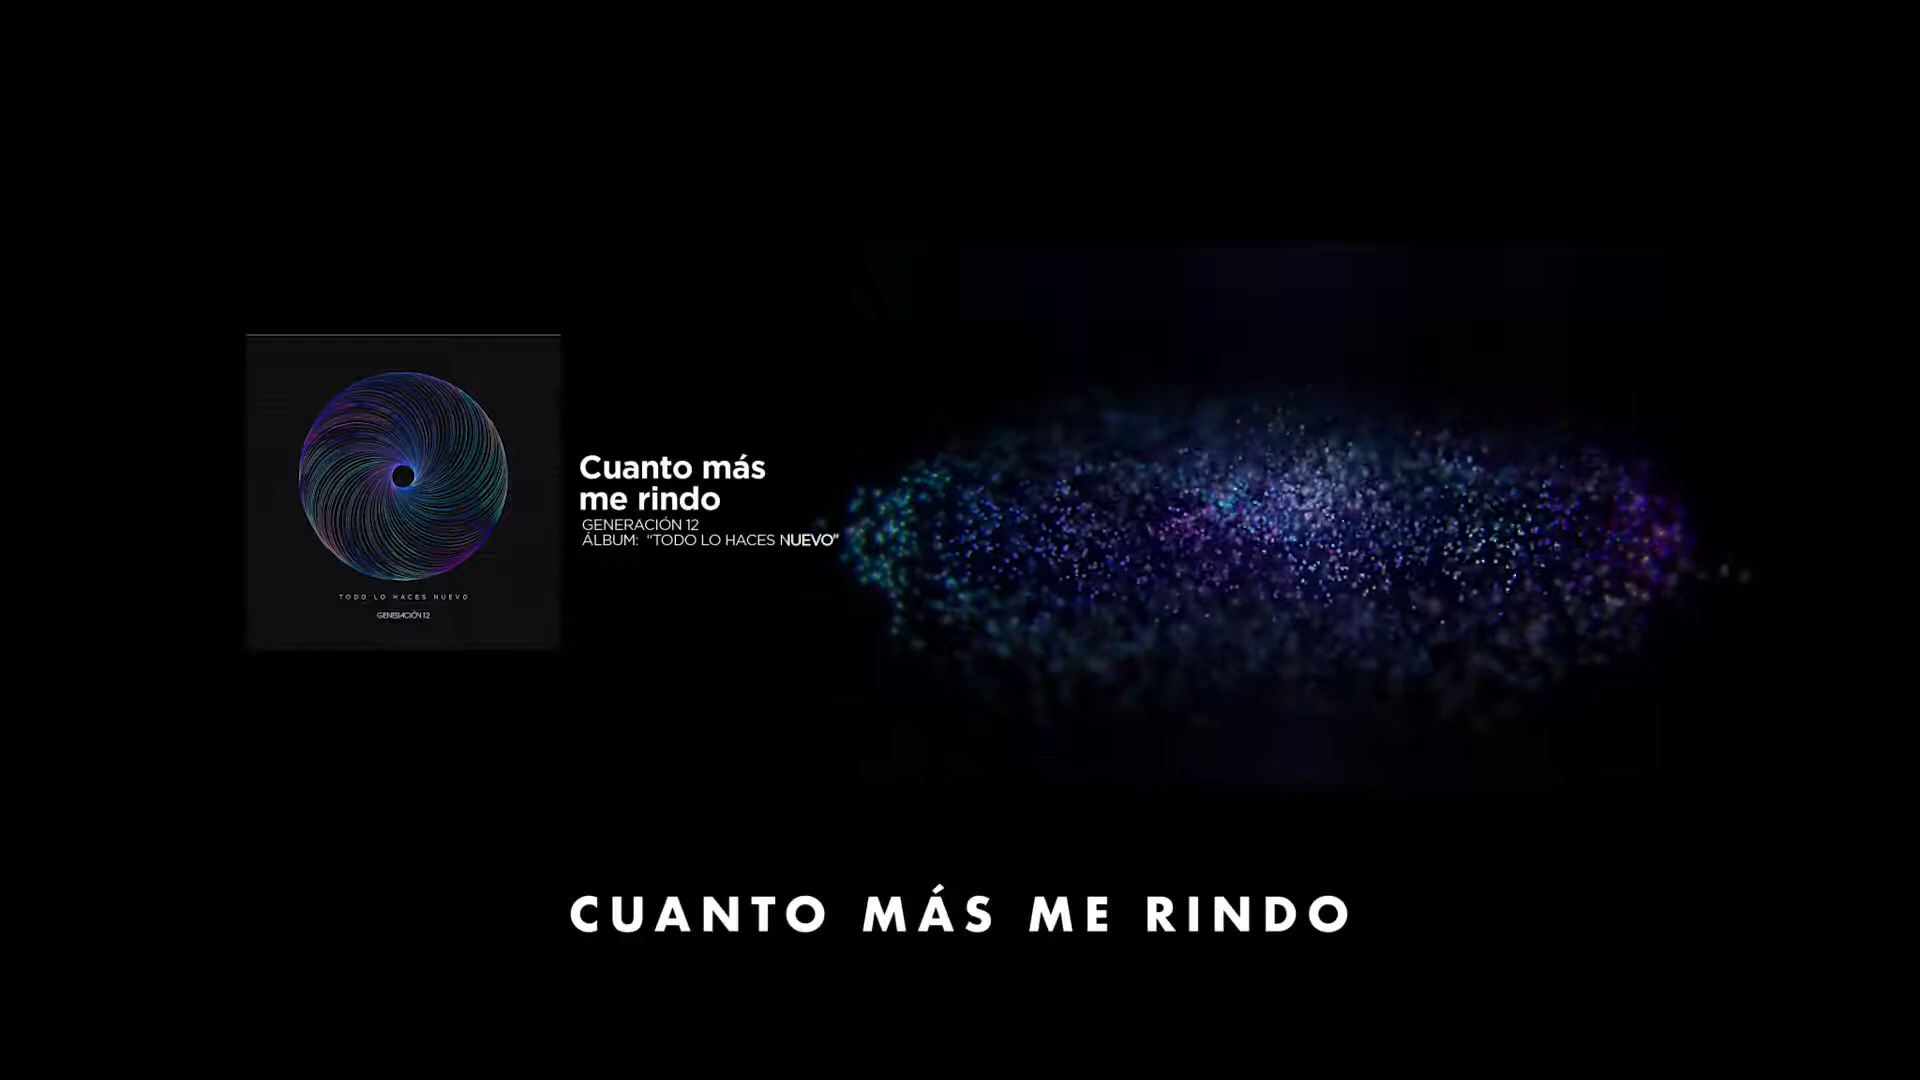 Cuanto más
me rindo
GENERACIÓN 12
ÁLBUM: “TODO LO HACES NUEVO”
TODO LO HACES NUEVO
GENERACIÓN 12
CUANTO MÁS ME RINDO